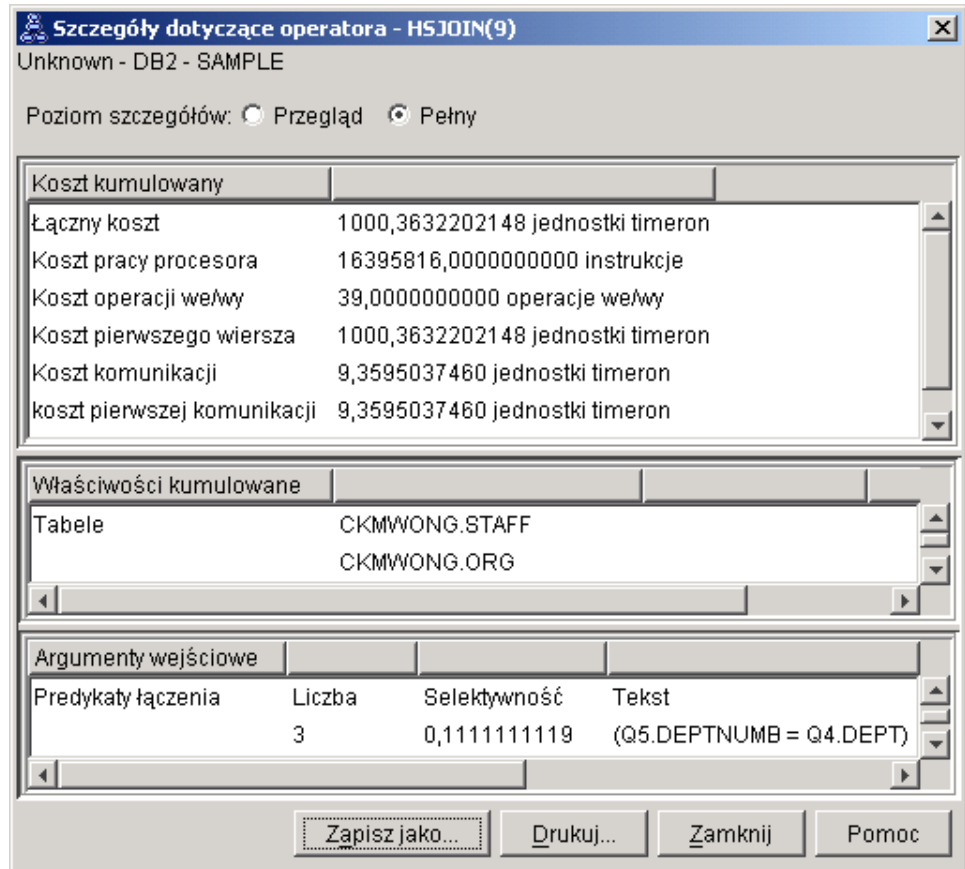 Szczegóły dotyczące operatora - HSJOIN(9)
Unknown - DB2 - SAMPLE
Poziom szczegółów: Przegląd Pełny
Koszt kumulowany
Łączny koszt 1000,3632202148 jednostki timeron
Koszt pracy procesora 16395816,0000000000 instrukcje
Koszt operacji we/wy 39,0000000000 operacje we/wy
Koszt pierwszego wiersza 1000,3632202148 jednostki timeron
Koszt komunikacji 9,3595037460 jednostki timeron
koszt pierwszej komunikacji 9,3595037460 jednostki timeron
Właściwości kumulowane
Tabele CKMWONG.STAFF
CKMWONG.ORG
Argumenty wejściowe
Predykaty łączenia Liczba Selektywność Tekst
3 0,1111111119 (Q5.DEPTNUMB = Q4.DEPT)
Zapisz jako... Drukuj... Zamknij Pomoc